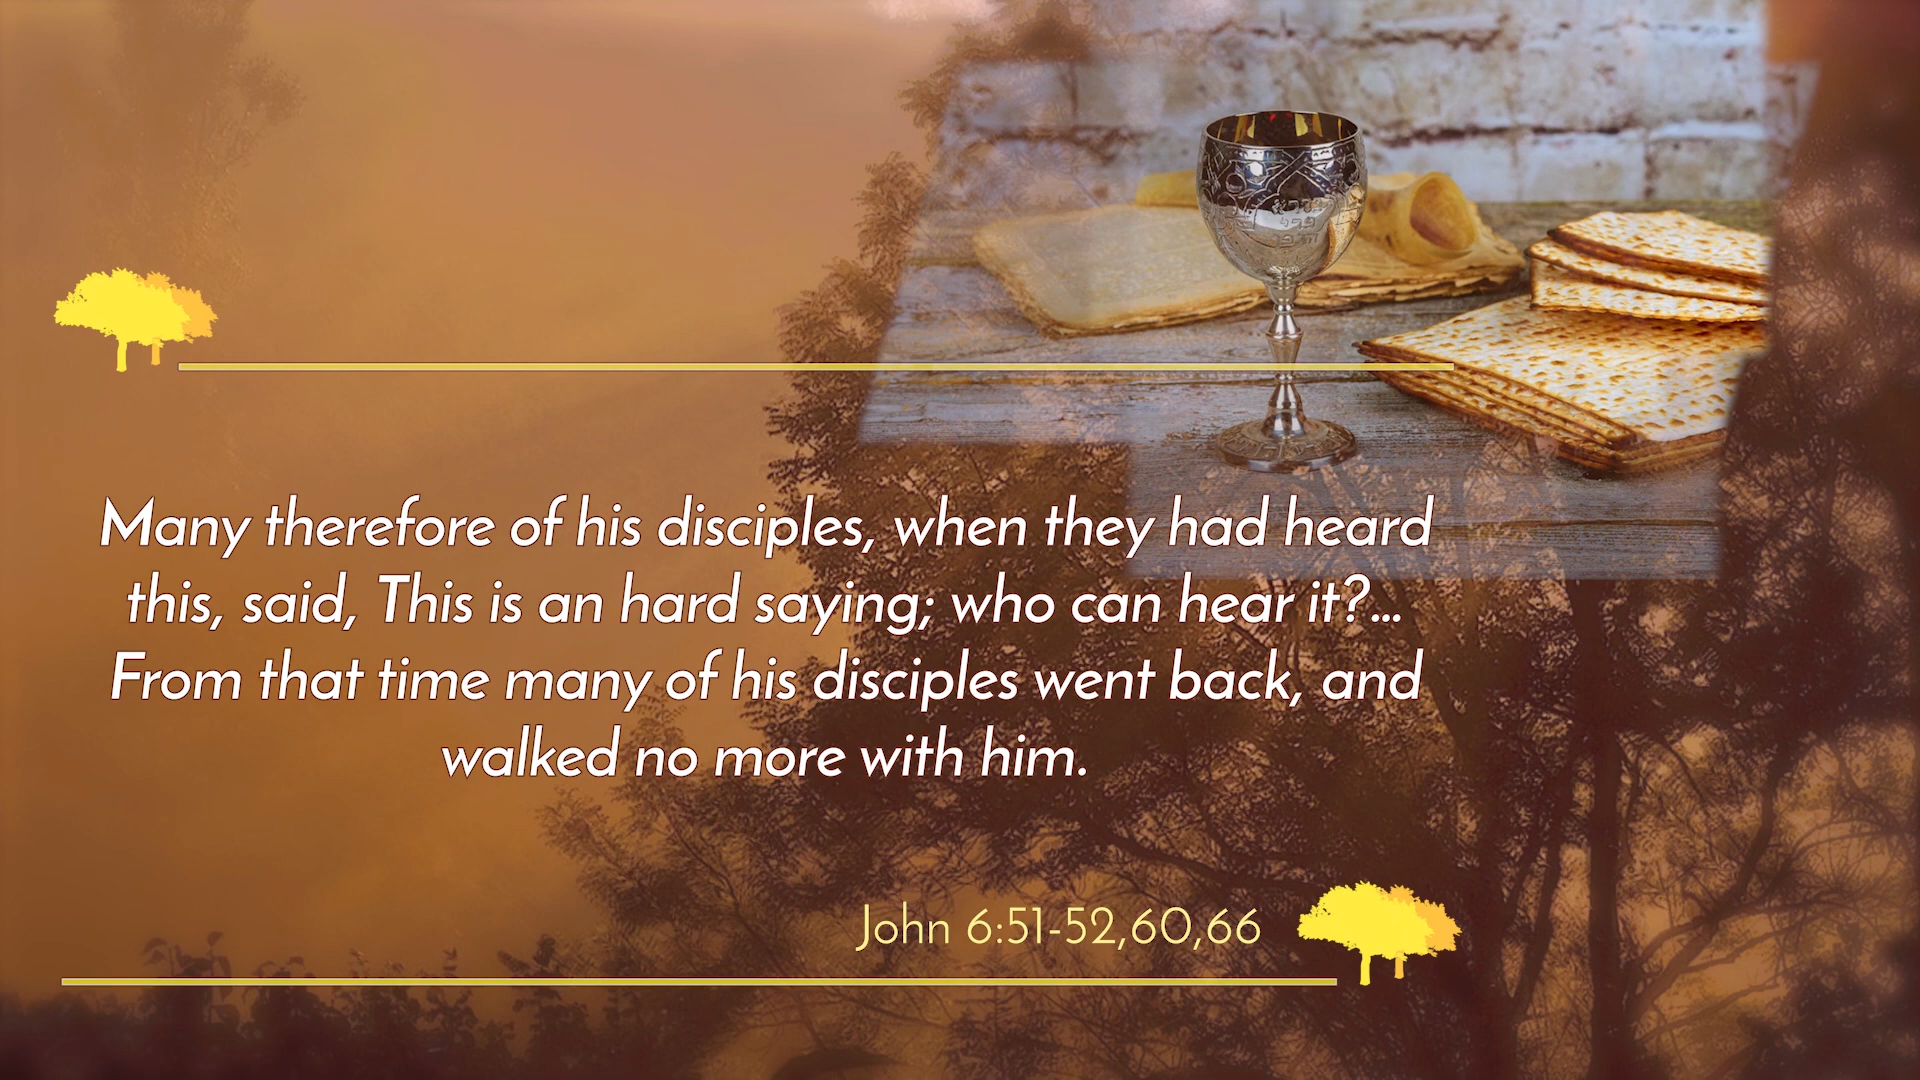 Many therefore of his disciples, when they had heard
this, said, This is an hard saying; who can hear it?...
From that time many of his disciples went back, and
walked no more with him.
John 6:51-52,60,66